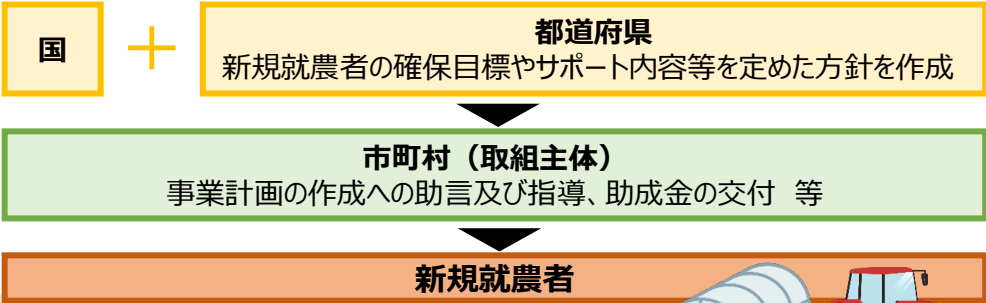 国
＋
都道府県
新規就農者の確保目標やサポート内容等を定めた方針を作成
市町村（取組主体）
事業計画の作成への助言及び指導、助成金の交付　等
新規就農者